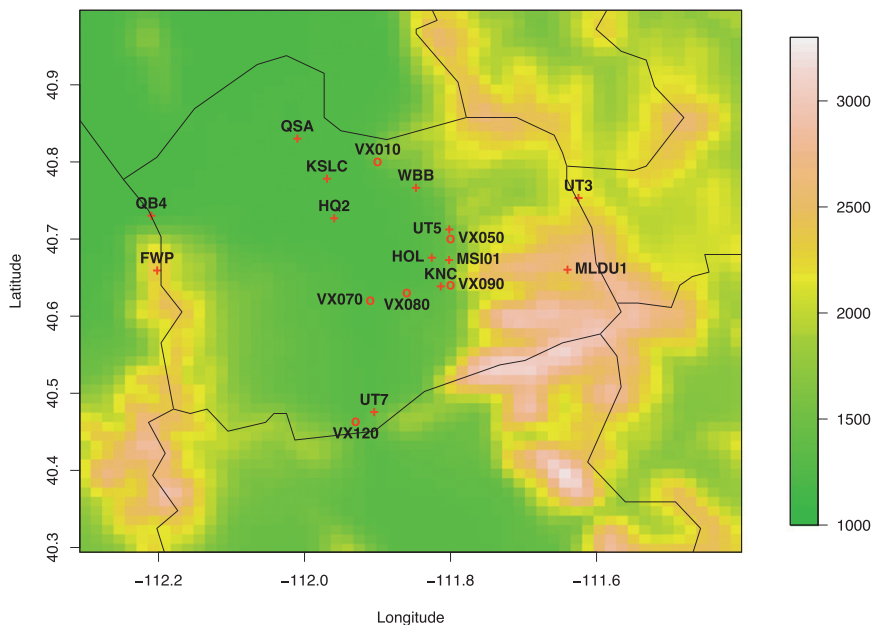 40.9
40.8
40.7
40.6
40.5
40.4
40.3
Latitude
QSA
VX010
KSLC
WBB
UT3
QB4
HQ2
UT5
VX050
FWP
HOL
MSI01
MLDU1
KNC
VX090
VX070
VX080
UT7
VX120
−112.2
−112.0
−111.8
−111.6
Longitude
3000
2500
2000
1500
1000